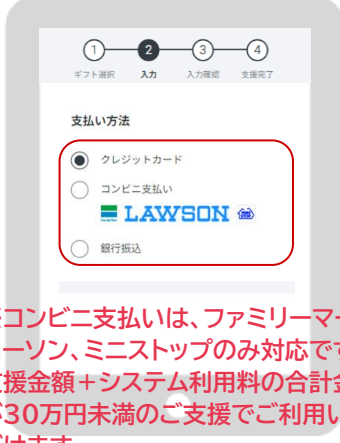 1 2 3 4
ギフト選択 入力 入力確認 支援完了
支払い方法
クレジットカード
コンビニ支払い
FamilyMart LAWSON
銀行振込
コンビニ支払いは、ファミリーマー
ーソン、ミニストップのみ対応です
援金額＋システム利用料の合計金
30万円未満のご支援でご利用い
だけます